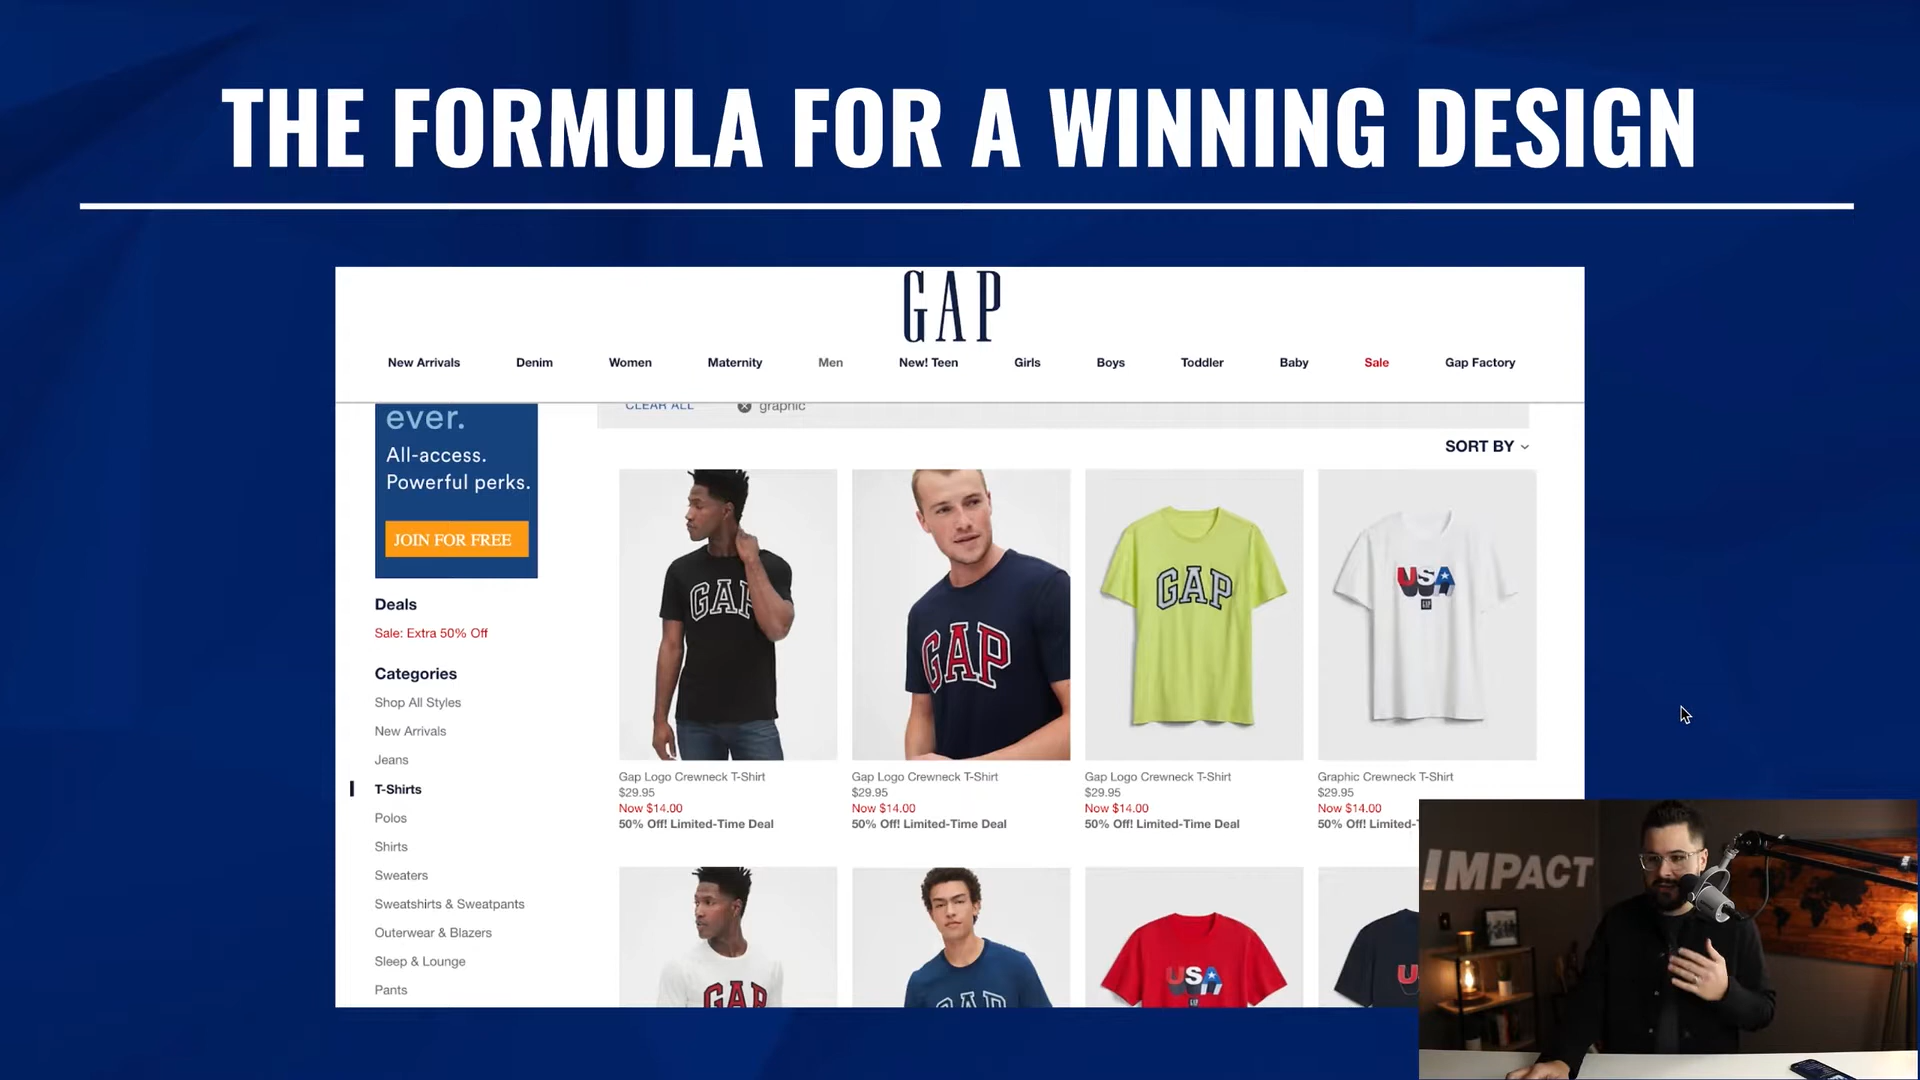 THE FORMULA FOR A WINNING DESIGN
GAP
New Arrivals Denim Women Maternity Men New! Teen Girls Boys Toddler Baby Sale Gap Factory
ever.
All-access.
Powerful perks.
JOIN FOR FREE
CLEAR ALL graphic
SORT BY
GAP GAP GAP USA GAP
Deals
Sale: Extra 50% Off
Categories
Shop All Styles
New Arrivals
Jeans
T-Shirts
Polos
Shirts
Sweaters
Sweatshirts & Sweatpants
Outerwear & Blazers
Sleep & Lounge
Pants
Gap Logo Crewneck T-Shirt
$29.95
Now $14.00
50% Off! Limited-Time Deal
Gap Logo Crewneck T-Shirt
$29.95
Now $14.00
50% Off! Limited-Time Deal
Gap Logo Crewneck T-Shirt
$29.95
Now $14.00
50% Off! Limited-Time Deal
Graphic Crewneck T-Shirt
$29.95
Now $14.00
50% Off! Limited-T
GAP GAP USA GAP
IMPACT